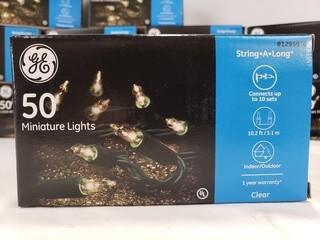 GE
50
Miniature Lights
String•A•Long®
Connects up
to 10 sets
10.2 ft / 3.1 m
Indoor/Outdoor
1 year warranty*
Clear
UL